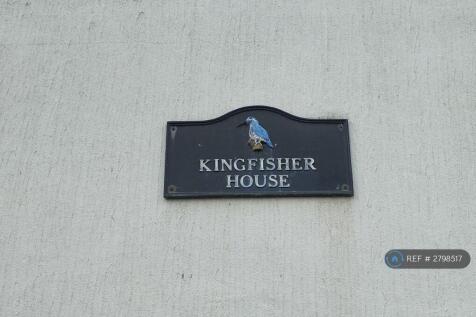 KINGFISHER
HOUSE
REF # 2798517